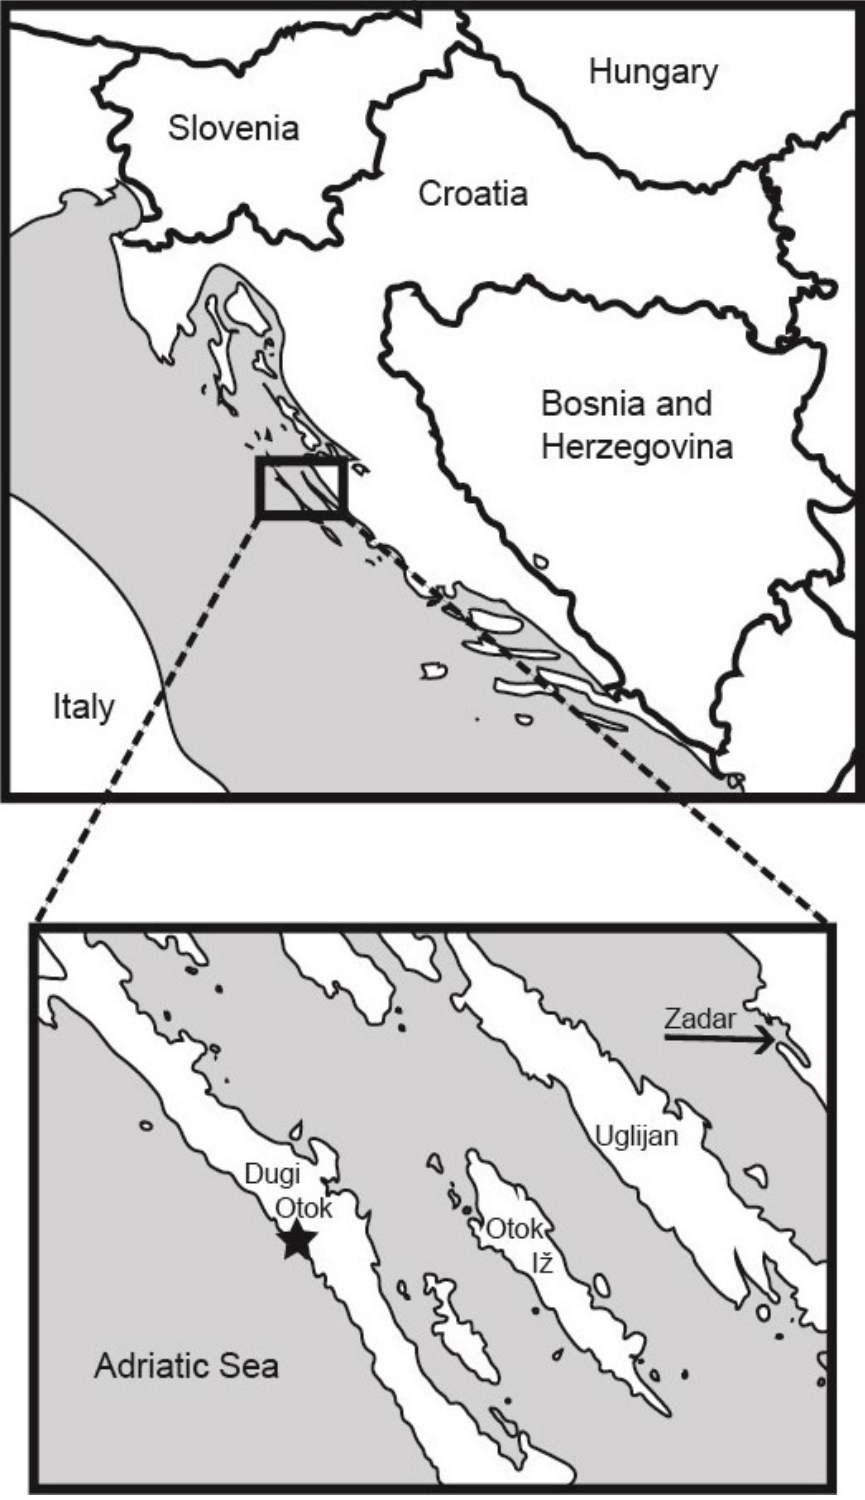 Hungary
Slovenia
Croatia
Bosnia and
Herzegovina
Italy
Zadar
Uglijan
Dugi
Otok
Otok
Iž
Adriatic Sea